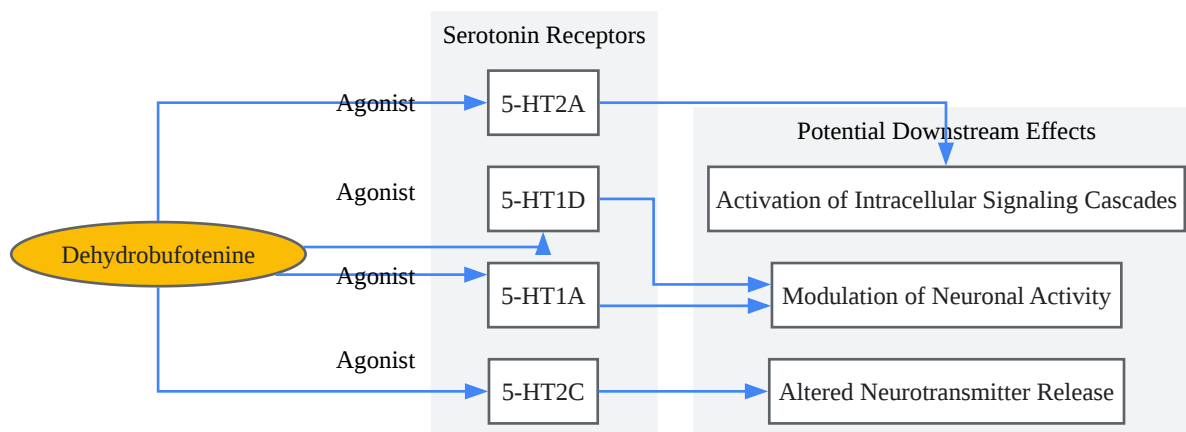 Serotonin Receptors
Agonist
5-HT2A
Potential Downstream Effects
Agonist
5-HT1D
Activation of Intracellular Signaling Cascades
Dehydrobufotenine
Agonist
5-HT1A
Modulation of Neuronal Activity
Agonist
5-HT2C
Altered Neurotransmitter Release